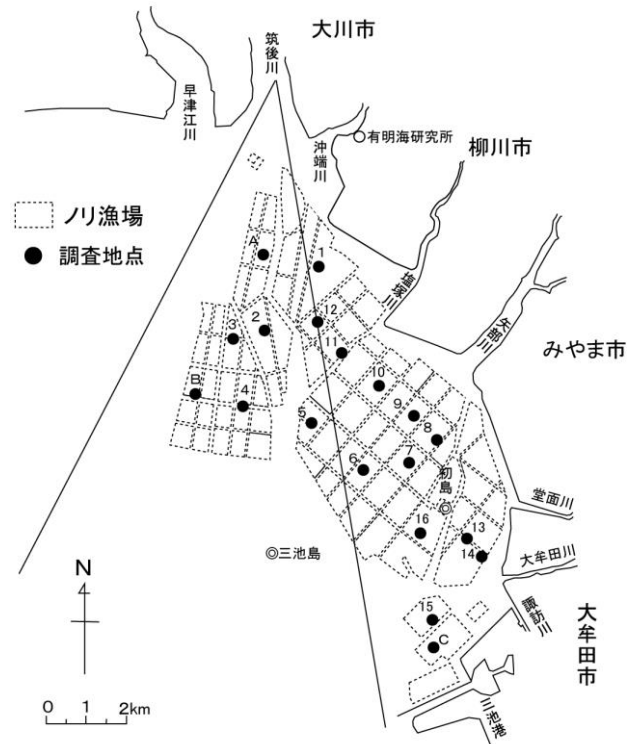 大川市
筑後川
早津江川
沖端川
有明海研究所
柳川市
ノリ漁場
調査地点
塩塚川
矢部川
みやま市
A
1
12
2
3
11
10
B
4
9
5
8
6
7
初島
堂面川
16
13
14
大牟田川
三池島
諏訪川
大牟田市
15
C
三池港
N
0 1 2km